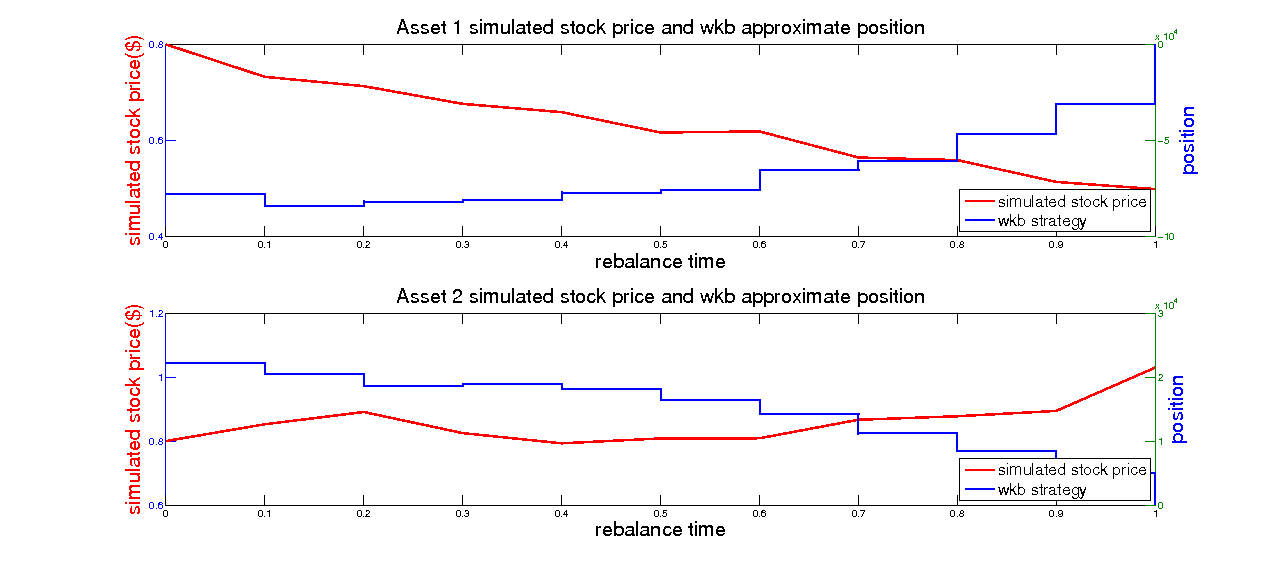 Asset 1 simulated stock price and wkb approximate position
x 10^4
simulated stock price($)
0.8
0.6
0.4
0
-5
-10
position
simulated stock price
wkb strategy
0 0.1 0.2 0.3 0.4 0.5 0.6 0.7 0.8 0.9 1
rebalance time
Asset 2 simulated stock price and wkb approximate position
x 10^4
simulated stock price($)
1.2
1
0.8
0.6
3
2
1
0
position
simulated stock price
wkb strategy
0 0.1 0.2 0.3 0.4 0.5 0.6 0.7 0.8 0.9 1
rebalance time